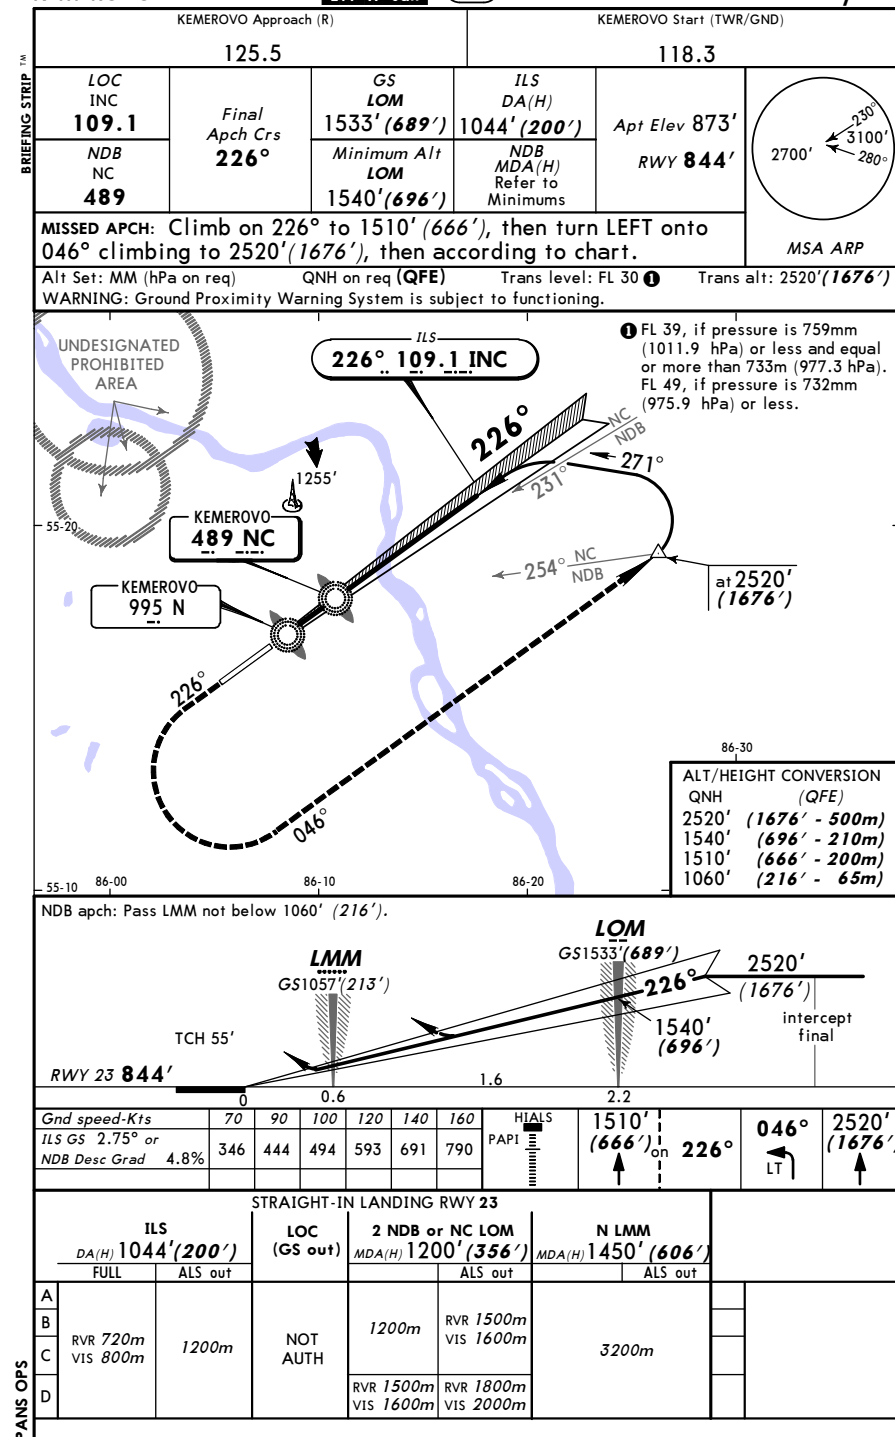 BRIEFING STRIP TM
KEMEROVO Approach (R)
125.5
KEMEROVO Start (TWR/GND)
118.3
LOC
INC
109.1
Final
Apch Crs
226°
GS
LOM
1533' (689')
ILS
DA(H)
1044' (200')
Apt Elev 873'
RWY 844'
NDB
NC
489
Minimum Alt
LOM
1540' (696')
NDB
MDA(H)
Refer to
Minimums
230°
3100'
280°
2700'
MSA ARP
MISSED APCH: Climb on 226° to 1510' (666'), then turn LEFT onto
046° climbing to 2520' (1676'), then according to chart.
Alt Set: MM (hPa on req) QNH on req (QFE) Trans level: FL 30 1 Trans alt: 2520' (1676')
WARNING: Ground Proximity Warning System is subject to functioning.
UNDESIGNATED
PROHIBITED
AREA
ILS
226° 109.1 INC
1 FL 39, if pressure is 759mm
(1011.9 hPa) or less and equal
or more than 733m (977.3 hPa).
FL 49, if pressure is 732mm
(975.9 hPa) or less.
226°
NC
NDB
231°
271°
1255'
KEMEROVO
489 NC
55-20
254° NC
NDB
at 2520'
(1676')
KEMEROVO
995 N
226°
046°
86-30
ALT/HEIGHT CONVERSION
QNH (QFE)
2520' (1676' - 500m)
1540' (696' - 210m)
1510' (666' - 200m)
1060' (216' - 65m)
55-10 86-00 86-10 86-20
NDB apch: Pass LMM not below 1060' (216').
LOM
GS1533' (689')
LMM
GS1057' (213')
226°
2520'
(1676')
intercept
final
1540'
(696')
TCH 55'
RWY 23 844'
1.6
0 0.6 2.2
Gnd speed-Kts 70 90 100 120 140 160
ILS GS 2.75° or
NDB Desc Grad 4.8% 346 444 494 593 691 790
HIALS
PAPI
1510'
(666') on 226°
046°
LT
2520'
(1676')
STRAIGHT-IN LANDING RWY 23
ILS
DA(H) 1044' (200')
LOC
(GS out)
2 NDB or NC LOM
MDA(H) 1200' (356')
N LMM
MDA(H) 1450' (606')
FULL ALS out ALS out ALS out
A
B
C
D
RVR 720m
VIS 800m
1200m
NOT
AUTH
1200m
RVR 1500m
VIS 1600m
3200m
RVR 1500m
VIS 1600m
RVR 1800m
VIS 2000m
PANS OPS